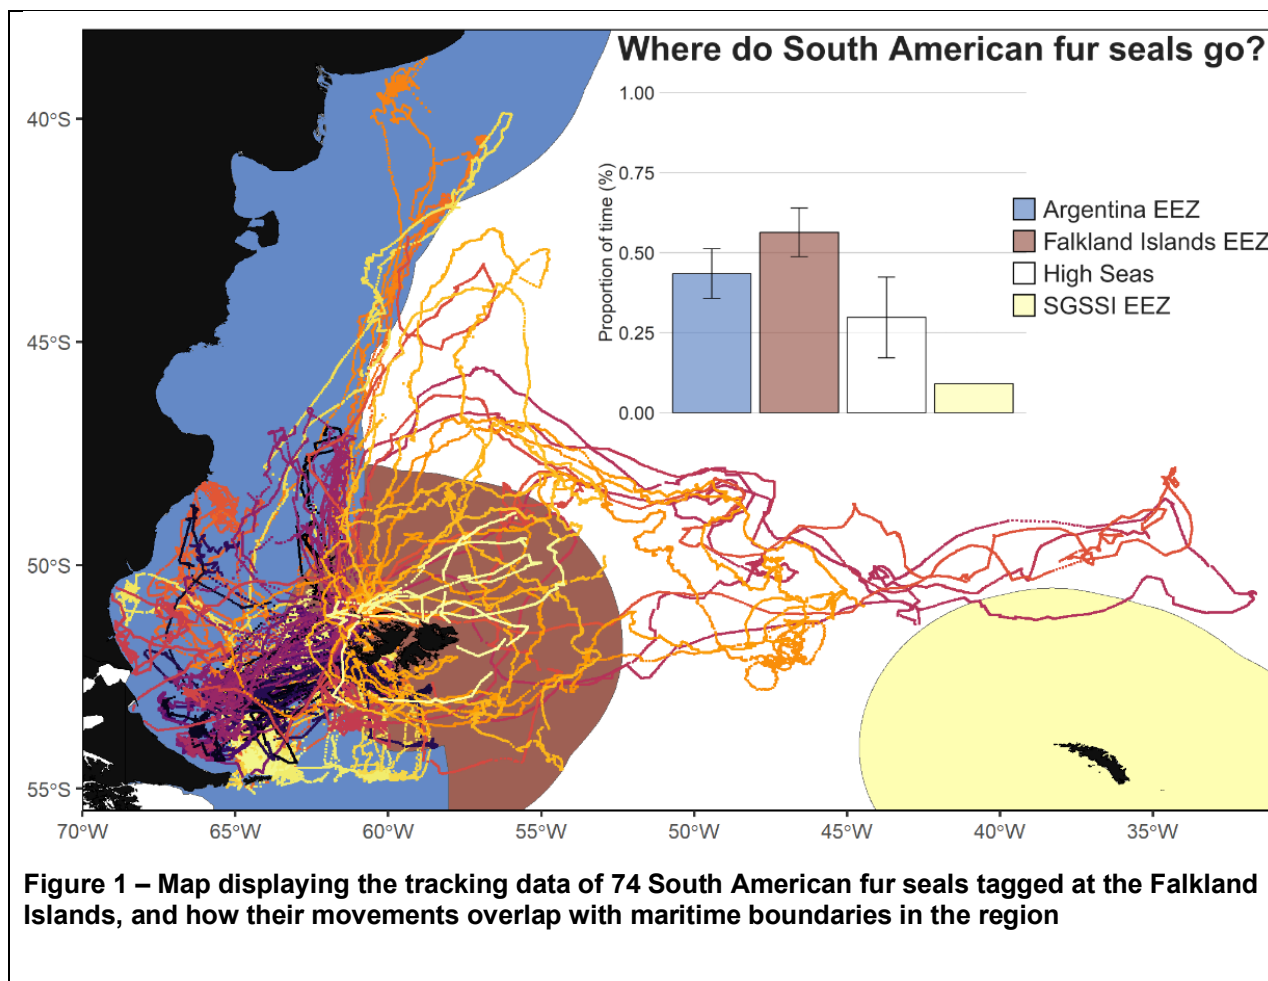 Where do South American fur seals go?
1.00
0.75
0.50
0.25
0.00
Proportion of time (%)
Argentina EEZ
Falkland Islands EEZ
High Seas
SGSSI EEZ
40°S
45°S
50°S
55°S
70°W 65°W 60°W 55°W 50°W 45°W 40°W 35°W
Figure 1 – Map displaying the tracking data of 74 South American fur seals tagged at the Falkland
Islands, and how their movements overlap with maritime boundaries in the region